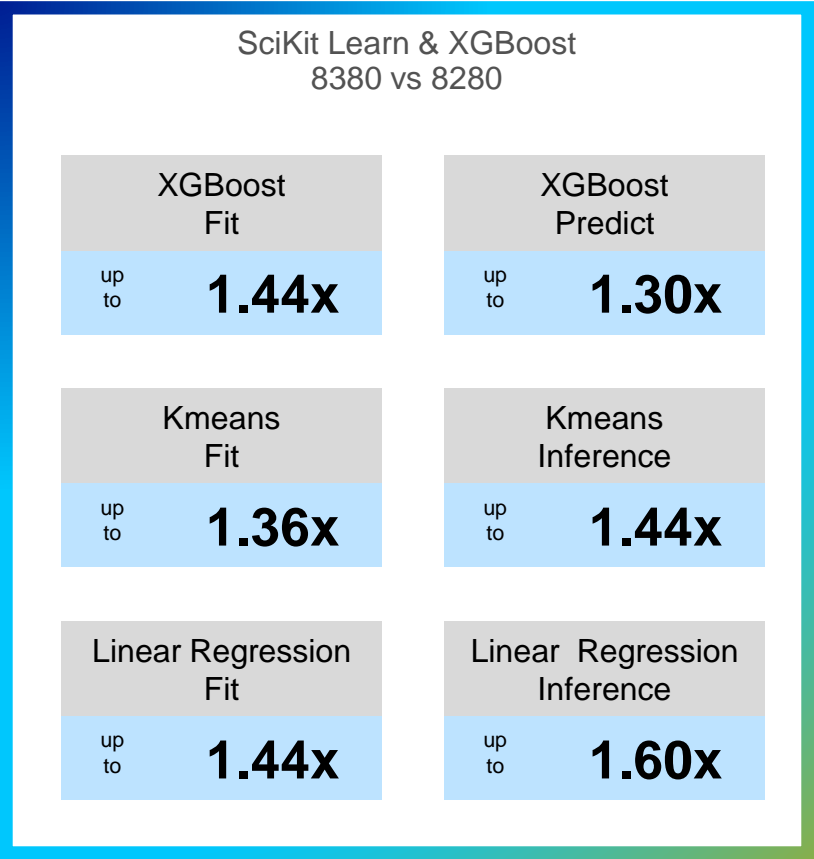 SciKit Learn & XGBoost
8380 vs 8280
XGBoost
Fit
up
to
1.44x
XGBoost
Predict
up
to
1.30x
Kmeans
Fit
up
to
1.36x
Kmeans
Inference
up
to
1.44x
Linear Regression
Fit
up
to
1.44x
Linear Regression
Inference
up
to
1.60x